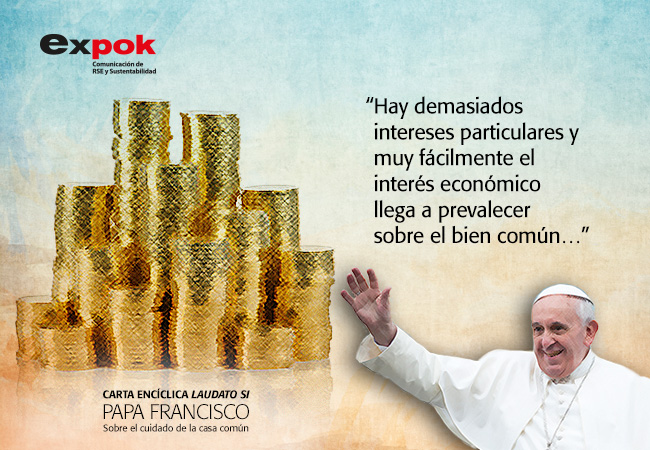 expok
Comunicación de
RSE y Sustentabilidad
“Hay demasiados
intereses particulares y
muy fácilmente el
interés económico
llega a prevalecer
sobre el bien común…”
CARTA ENCÍCLICA LAUDATO SI
PAPA FRANCISCO
Sobre el cuidado de la casa común